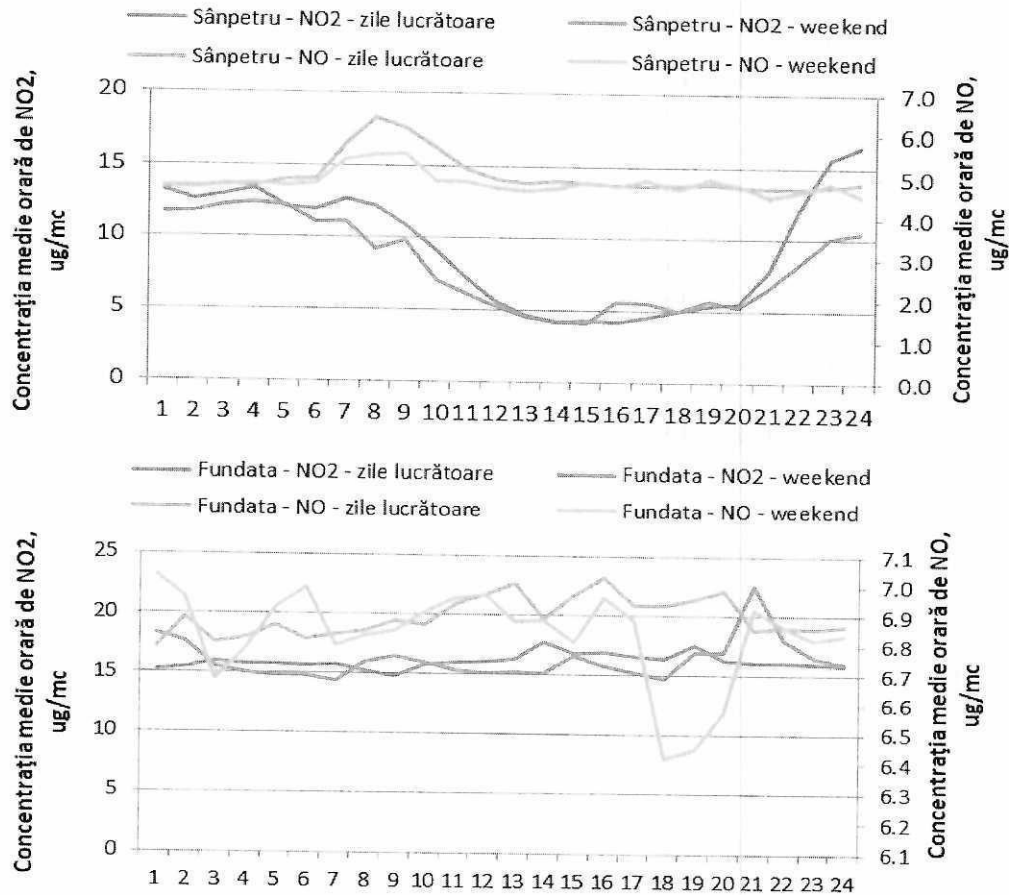 Sânpetru - NO2 - zile lucrătoare Sânpetru - NO2 - weekend
Sânpetru - NO - zile lucrătoare Sânpetru - NO - weekend
Concentrația medie orară de NO2,
ug/mc
20
15
10
5
0
Concentrația medie orară de NO,
ug/mc
7.0
6.0
5.0
4.0
3.0
2.0
1.0
0.0
1 2 3 4 5 6 7 8 9 10 11 12 13 14 15 16 17 18 19 20 21 22 23 24
Fundata - NO2 - zile lucrătoare Fundata - NO2 - weekend
Fundata - NO - zile lucrătoare Fundata - NO - weekend
Concentrația medie orară de NO2,
ug/mc
25
20
15
10
5
0
Concentrația medie orară de NO,
ug/mc
7.1
7.0
6.9
6.8
6.7
6.6
6.5
6.4
6.3
6.2
6.1
1 2 3 4 5 6 7 8 9 10 11 12 13 14 15 16 17 18 19 20 21 22 23 24